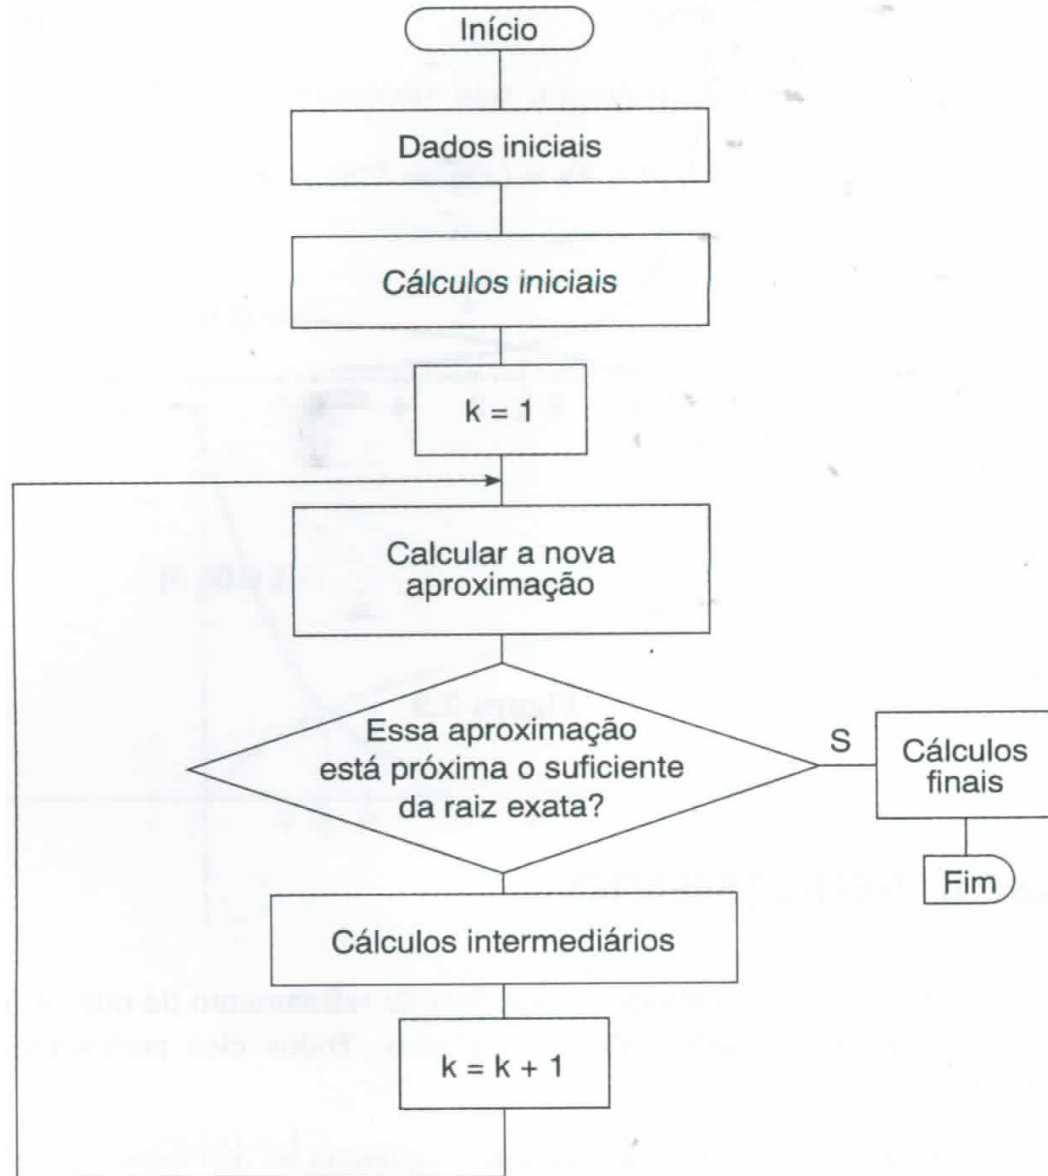 Início
Dados iniciais
Cálculos iniciais
k = 1
Calcular a nova
aproximação
Essa aproximação
está próxima o suficiente
da raiz exata?
S
Cálculos
finais
Fim
Cálculos intermediários
k = k + 1